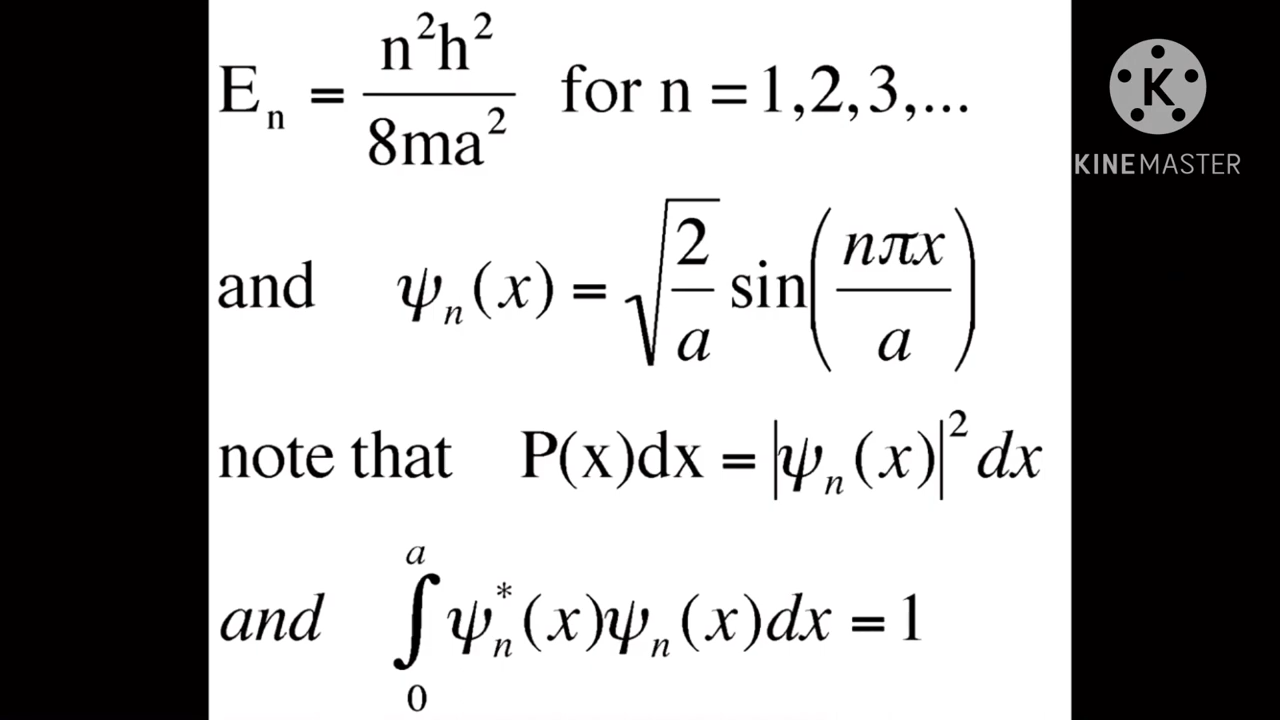 Eₙ = n²h² / 8ma² for n = 1,2,3,...
K
KINEMASTER
and ψₙ(x) = √(2/a) sin(nπx/a)
note that P(x)dx = |ψₙ(x)|² dx
and ∫₀ᵃ ψₙ*(x)ψₙ(x)dx = 1